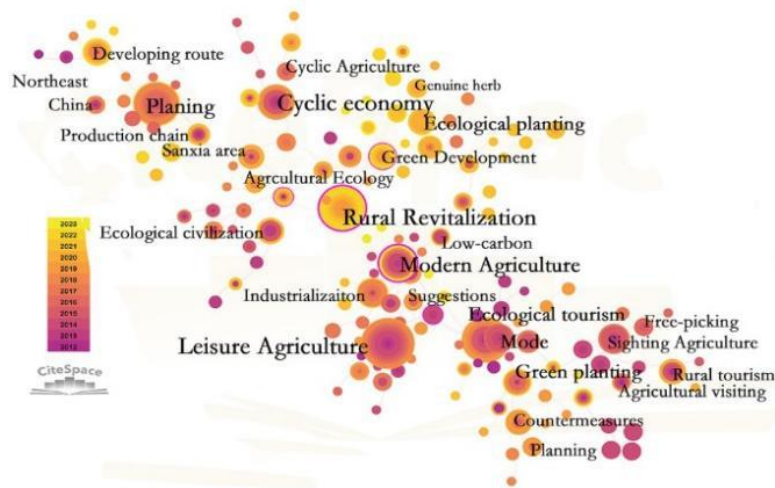 Developing route
Cyclic Agriculture
Northeast
China
Planing
Cyclic economy
Genuine herb
Ecological planting
Production chain
Sanxia area
Green Development
Agrcultural Ecology
Rural Revitalization
Ecological civilization
Low-carbon
Modern Agriculture
Industrializaiton
Suggestions
Ecological tourism
Leisure Agriculture
Mode
Free-picking
Sighting Agriculture
Green planting
Rural tourism
Agricultural visiting
Countermeasures
Planning
2022
2021
2020
2019
2018
2017
2016
2015
2014
CiteSpace